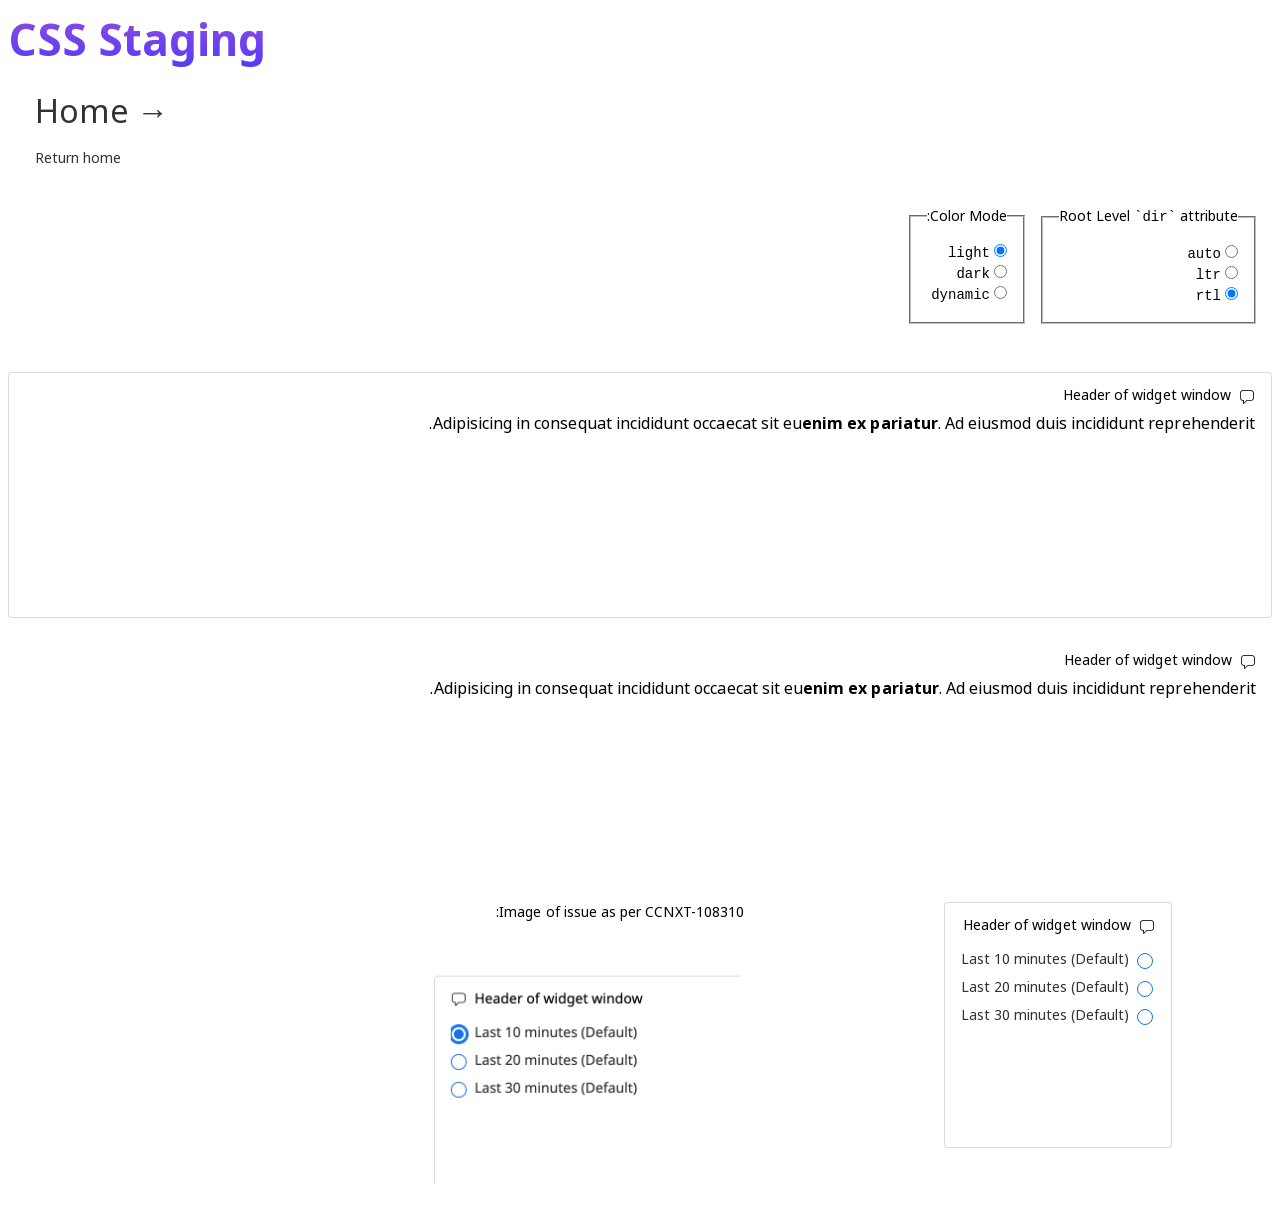 CSS Staging
Home →
Return home
Root Level `dir` attribute
auto
ltr
rtl
:Color Mode
light
dark
dynamic
Header of widget window
.Adipisicing in consequat incididunt occaecat sit euenim ex pariatur. Ad eiusmod duis incididunt reprehenderit
Header of widget window
.Adipisicing in consequat incididunt occaecat sit euenim ex pariatur. Ad eiusmod duis incididunt reprehenderit
Header of widget window
Last 10 minutes (Default)
Last 20 minutes (Default)
Last 30 minutes (Default)
:Image of issue as per CCNXT-108310
Header of widget window
Last 10 minutes (Default)
Last 20 minutes (Default)
Last 30 minutes (Default)